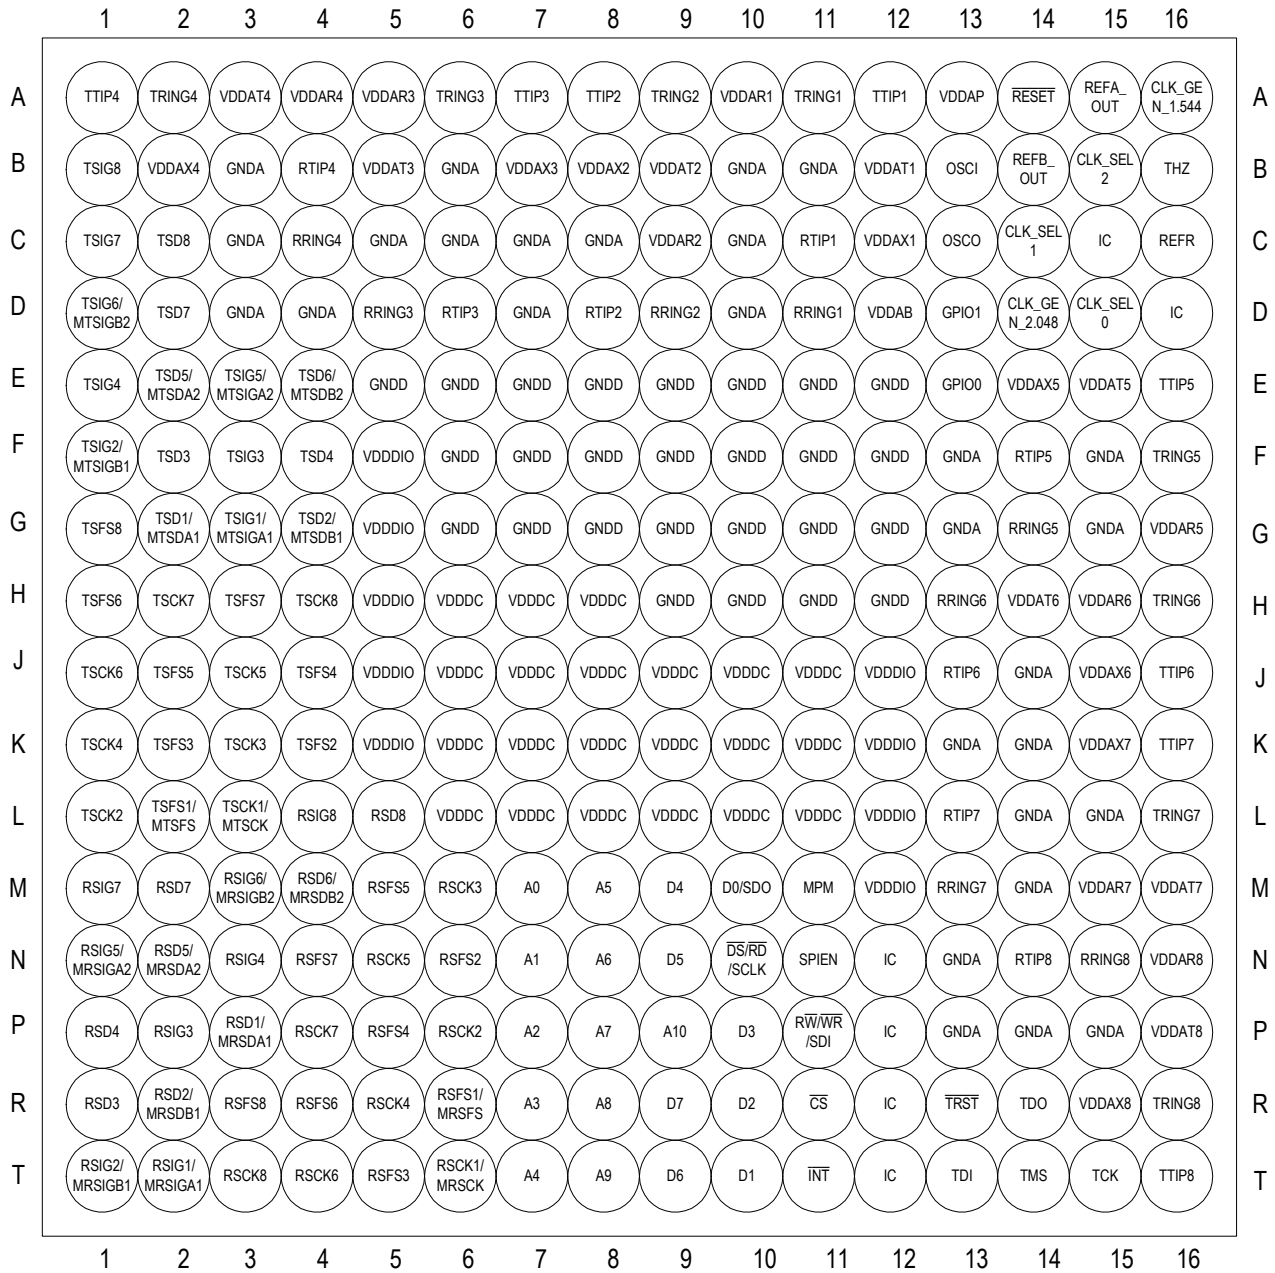 1 2 3 4 5 6 7 8 9 10 11 12 13 14 15 16
A TTIP4 TRING4 VDDAT4 VDDAR4 VDDAR3 TRING3 TTIP3 TTIP2 TRING2 VDDAR1 TRING1 TTIP1 VDDAP RESET REFA_ OUT CLK_GE N_1.544 A
B TSIG8 VDDAX4 GNDA RTIP4 VDDAT3 GNDA VDDAX3 VDDAX2 VDDAT2 GNDA GNDA VDDAT1 OSCI REFB_ OUT CLK_SEL 2 THZ B
C TSIG7 TSD8 GNDA RRING4 GNDA GNDA GNDA GNDA VDDAR2 GNDA RTIP1 VDDAX1 OSCO CLK_SEL 1 IC REFR C
D TSIG6/ MTSIGB2 TSD7 GNDA GNDA RRING3 RTIP3 GNDA RTIP2 RRING2 GNDA RRING1 VDDAB GPIO1 CLK_GE N_2.048 CLK_SEL 0 IC D
E TSIG4 TSD5/ MTSDA2 TSIG5/ MTSIGA2 TSD6/ MTSDB2 GNDD GNDD GNDD GNDD GNDD GNDD GNDD GNDD GPIO0 VDDAX5 VDDAT5 TTIP5 E
F TSIG2/ MTSIGB1 TSD3 TSIG3 TSD4 VDDDIO GNDD GNDD GNDD GNDD GNDD GNDD GNDD GNDA RTIP5 GNDA TRING5 F
G TSFS8 TSD1/ MTSDA1 TSIG1/ MTSIGA1 TSD2/ MTSDB1 VDDDIO GNDD GNDD GNDD GNDD GNDD GNDD GNDD GNDA RRING5 GNDA VDDAR5 G
H TSFS6 TSCK7 TSFS7 TSCK8 VDDDIO VDDDC VDDDC VDDDC GNDD GNDD GNDD GNDD RRING6 VDDAT6 VDDAR6 TRING6 H
J TSCK6 TSFS5 TSCK5 TSFS4 VDDDIO VDDDC VDDDC VDDDC VDDDC VDDDC VDDDC VDDDIO RTIP6 GNDA VDDAX6 TTIP6 J
K TSCK4 TSFS3 TSCK3 TSFS2 VDDDIO VDDDC VDDDC VDDDC VDDDC VDDDC VDDDC VDDDIO GNDA GNDA VDDAX7 TTIP7 K
L TSCK2 TSFS1/ MTSFS TSCK1/ MTSCK RSIG8 RSD8 VDDDC VDDDC VDDDC VDDDC VDDDC VDDDC VDDDIO RTIP7 GNDA GNDA TRING7 L
M RSIG7 RSD7 RSIG6/ MRSIGB2 RSD6/ MRSDB2 RSFS5 RSCK3 A0 A5 D4 D0/SDO MPM VDDDIO RRING7 GNDA VDDAR7 VDDAT7 M
N RSIG5/ MRSIGA2 RSD5/ MRSDA2 RSIG4 RSFS7 RSCK5 RSFS2 A1 A6 D5 DS/RD /SCLK SPIEN IC GNDA RTIP8 RRING8 VDDAR8 N
P RSD4 RSIG3 RSD1/ MRSDA1 RSCK7 RSFS4 RSCK2 A2 A7 A10 D3 RW/WR /SDI IC GNDA GNDA GNDA VDDAT8 P
R RSD3 RSD2/ MRSDB1 RSFS8 RSFS6 RSCK4 RSFS1/ MRSFS A3 A8 D7 D2 CS IC TRST TDO VDDAX8 TRING8 R
T RSIG2/ MRSIGB1 RSIG1/ MRSIGA1 RSCK8 RSCK6 RSFS3 RSCK1/ MRSCK A4 A9 D6 D1 INT IC TDI TMS TCK TTIP8 T
1 2 3 4 5 6 7 8 9 10 11 12 13 14 15 16